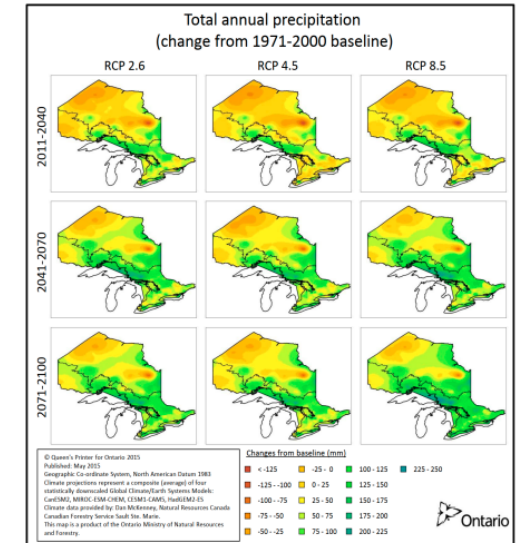 Total annual precipitation
(change from 1971-2000 baseline)
RCP 2.6
RCP 4.5
RCP 8.5
2011-2040
2041-2070
2071-2100
© Queen's Printer for Ontario 2015
Published: May 2015
Geographic Co-ordinate System, North American Datum 1983
Climate projections represent a composite (average) of four
statistically downscaled Global Climate/Earth Systems Models:
CanESM2, MIROC-ESM-CHEM, CESM1-CAM5, HadGEM2-ES
Climate data provided by: Dan McKenney, Natural Resources Canada
Canadian Forestry Service Sault Ste. Marie.
This map is a product of the Ontario Ministry of Natural Resources
and Forestry.
Changes from baseline (mm)
< -125
-25 - 0
100 - 125
225 - 250
-125 - -100
0 - 25
125 - 150
-100 - -75
25 - 50
150 - 175
-75 - -50
50 - 75
175 - 200
-50 - -25
75 - 100
200 - 225
Ontario